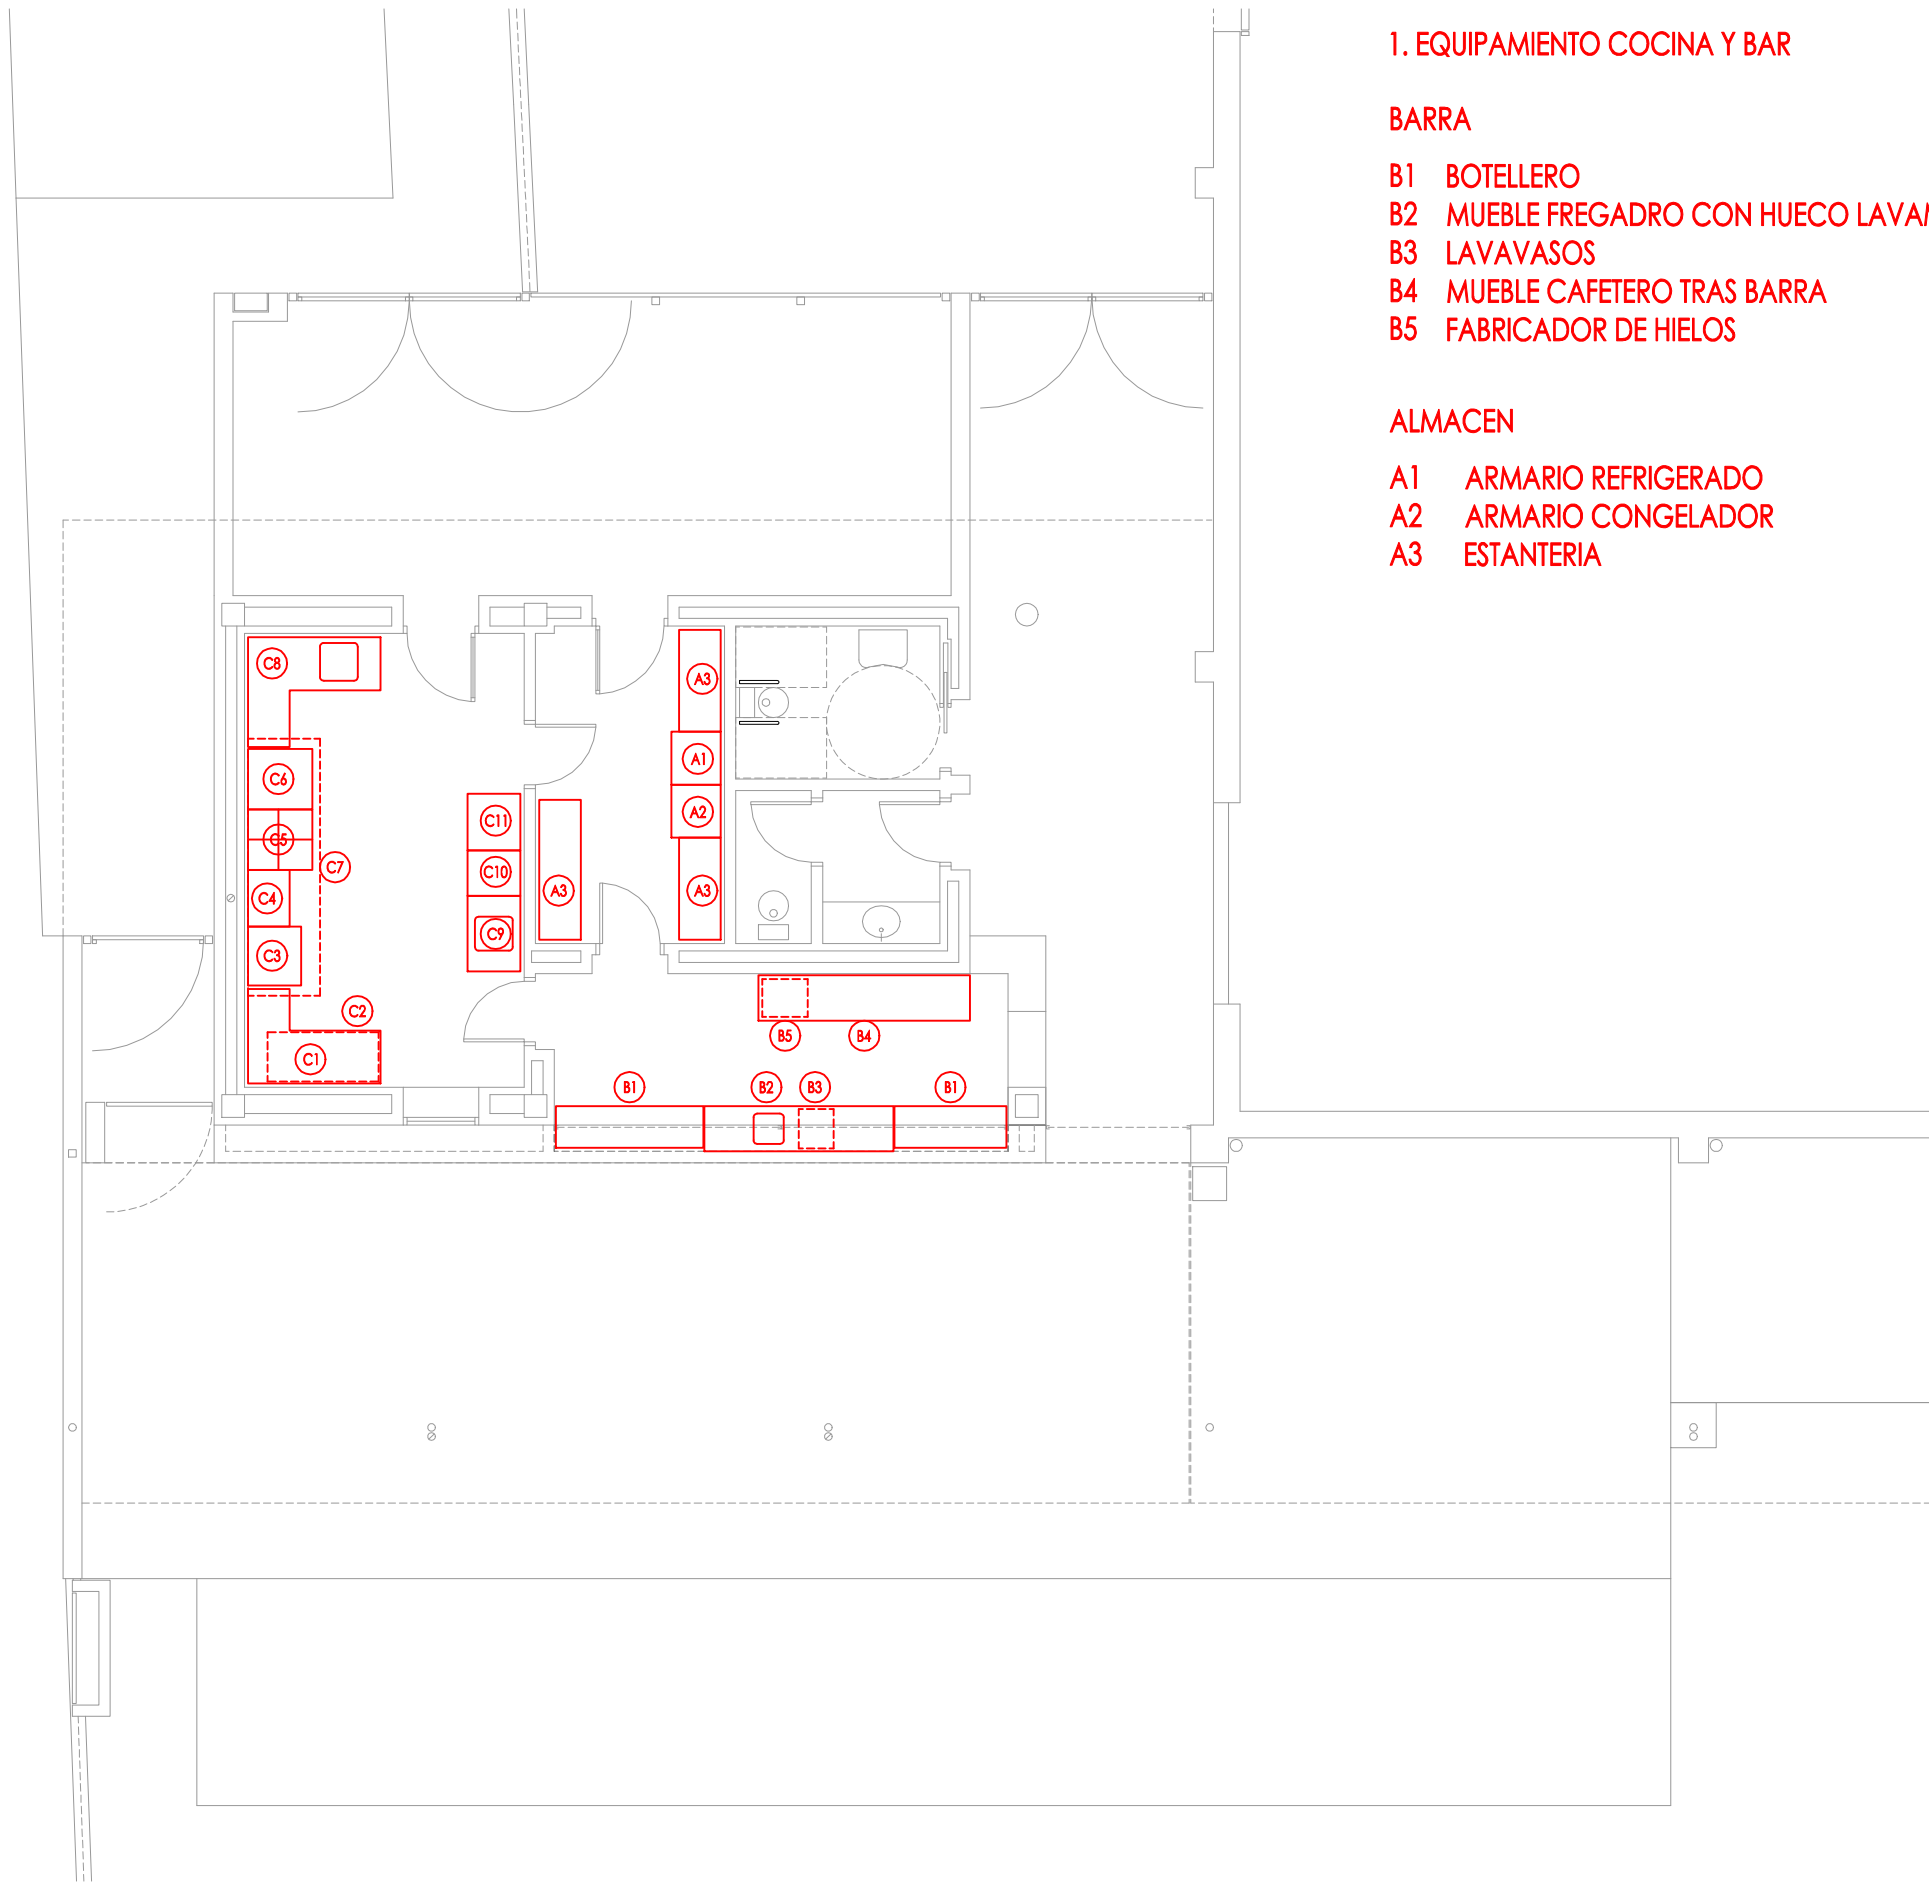 1. EQUIPAMIENTO COCINA Y BAR
BARRA
B1 BOTELLERO
B2 MUEBLE FREGADRO CON HUECO
B3 LAVAVASOS
B4 MUEBLE CAFETERO TRAS BARRA
B5 FABRICADOR DE HIELOS
ALMACEN
A1 ARMARIO REFRIGERADO
A2 ARMARIO CONGELADOR
A3 ESTANTERIA
C8
A3
A1
C6
A2
C11
C5
C7
C10
A3
A3
C4
C9
C3
C2
B5
B4
C1
B1
B2
B3
B1